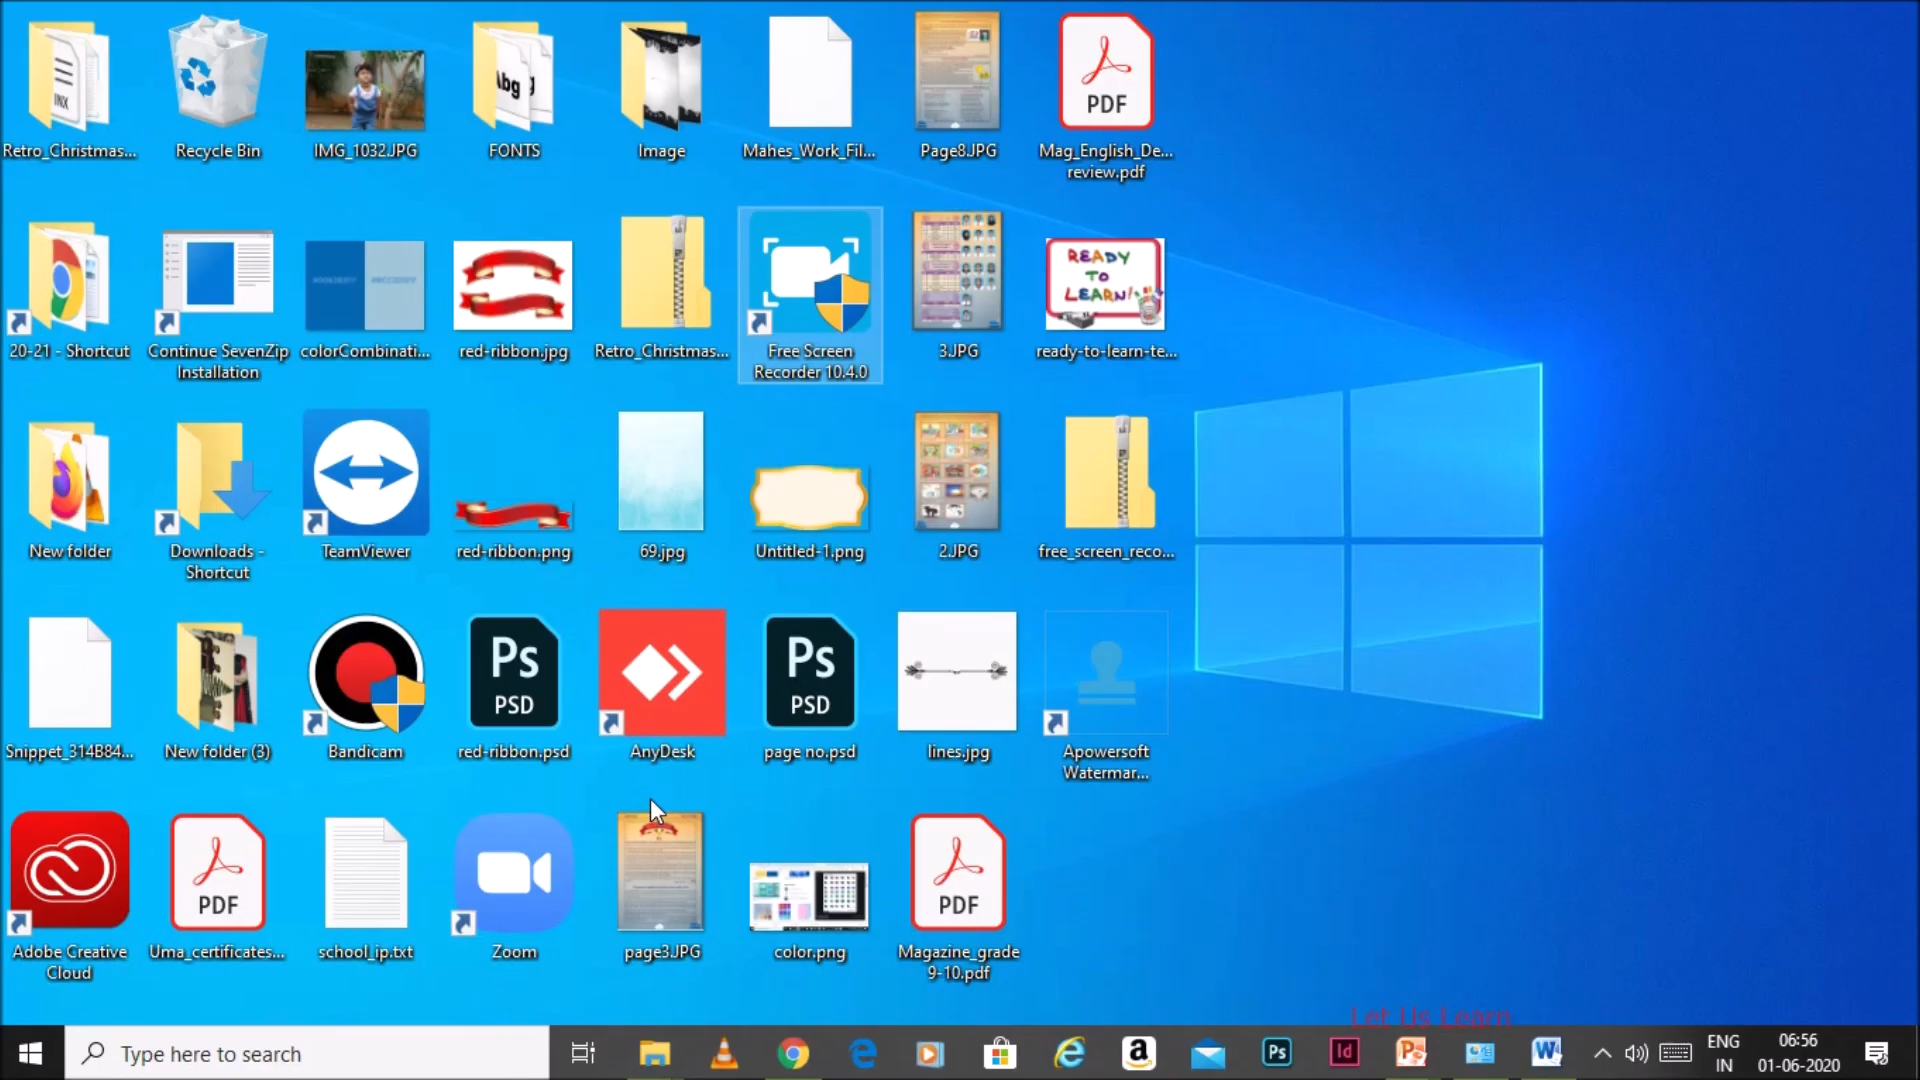 Retro_Christmas...
Recycle Bin
IMG_1032.JPG
FONTS
Image
Mahes_Work_Fil...
Page8.JPG
Mag_English_De...
review.pdf
INX
Abg
PDF
20-21 - Shortcut
Continue SevenZip
Installation
colorCombinati...
red-ribbon.jpg
Retro_Christmas...
Free Screen
Recorder 10.4.0
3.JPG
READY
TO
LEARN!
ready-to-learn-te...
New folder
Downloads -
Shortcut
TeamViewer
red-ribbon.png
69.jpg
Untitled-1.png
2.JPG
free_screen_reco...
Snippet_314B84...
New folder (3)
Bandicam
Ps
PSD
red-ribbon.psd
AnyDesk
Ps
PSD
page no.psd
lines.jpg
Apowersoft
Watermar...
Adobe Creative
Cloud
PDF
Uma_certificates...
school_ip.txt
Zoom
page3.JPG
color.png
PDF
Magazine_grade
9-10.pdf
Let Us Learn
Type here to search
Ps
Id
ENG
IN
06:56
01-06-2020